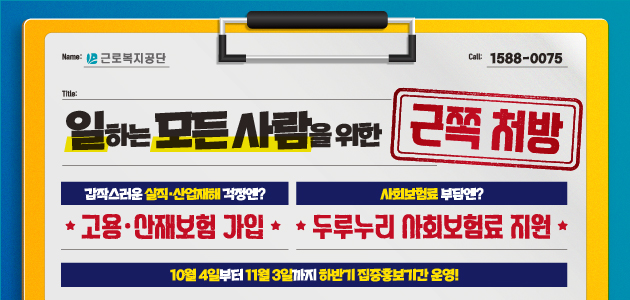 Name: 근로복지공단
Call: 1588-0075
Title:
일하는 모든 사람을 위한
근쪽 처방
갑작스러운 실직·산업재해 걱정엔?
★ 고용·산재보험 가입 ★
사회보험료 부담엔?
★ 두루누리 사회보험료 지원 ★
10월 4일부터 11월 3일까지 하반기 집중홍보기간 운영!